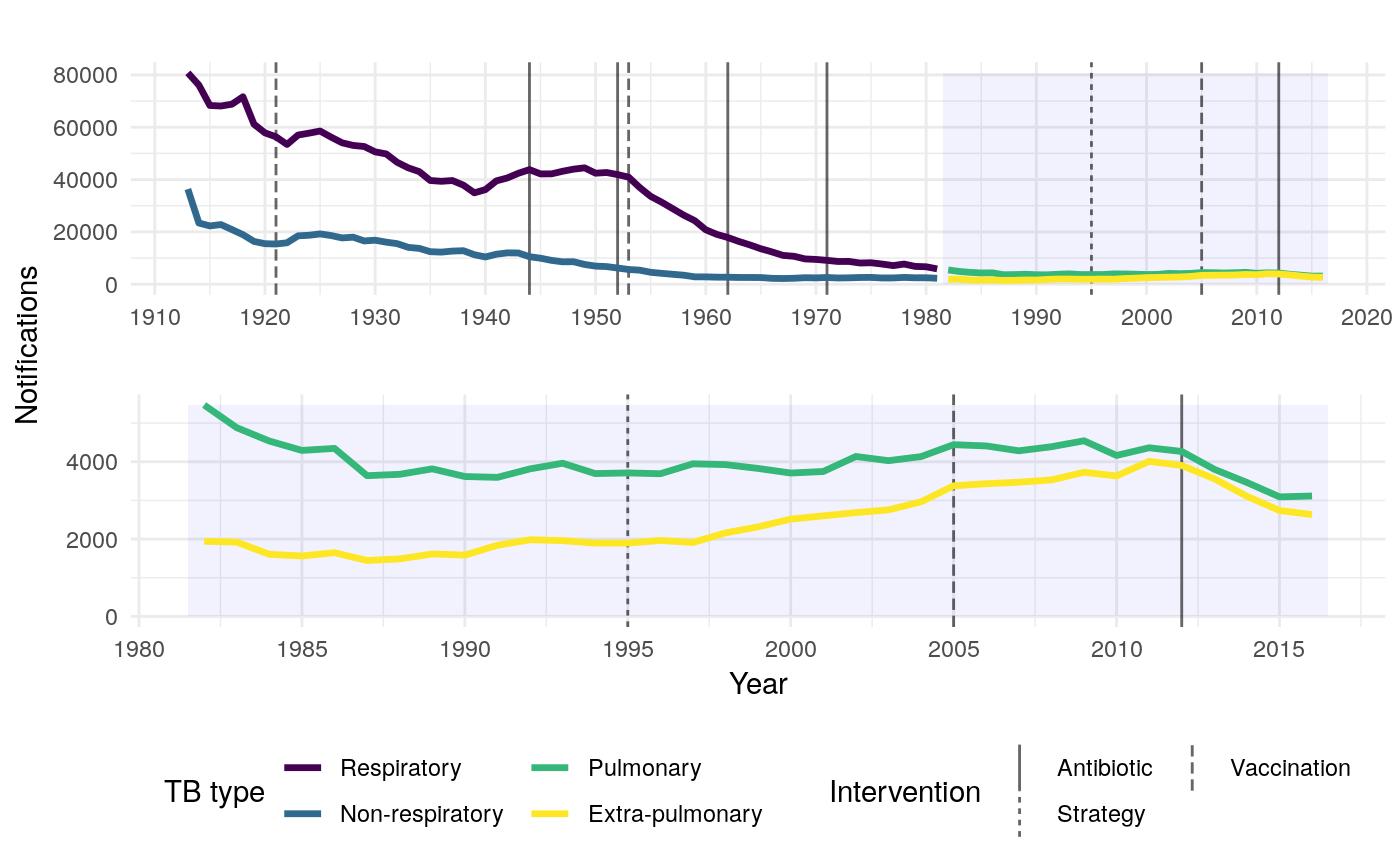 80000
60000
40000
20000
0
1910 1920 1930 1940 1950 1960 1970 1980 1990 2000 2010 2020
Notifications
4000
2000
0
1980 1985 1990 1995 2000 2005 2010 2015
Year
TB type
Respiratory
Non-respiratory
Pulmonary
Extra-pulmonary
Intervention
Antibiotic
Strategy
Vaccination